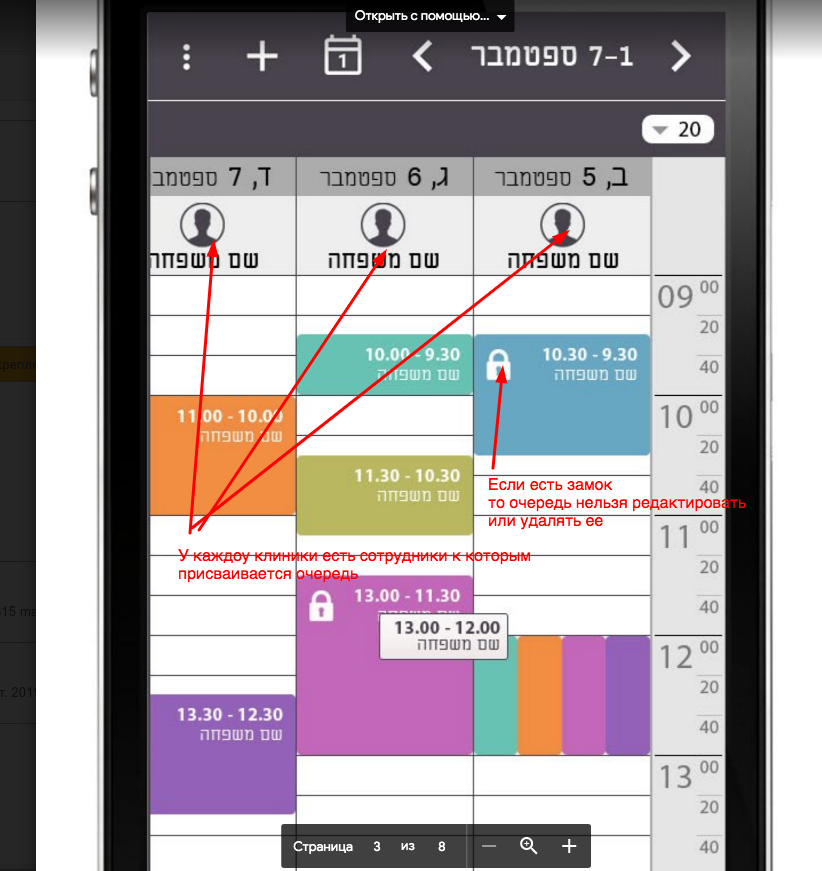 Открыть с помощью...
1
7-1 ספטמבר
20
ב, 5 ספטמבר
ג, 6 ספטמבר
ד, 7 ספטמב
שם משפחה
שם משפחה
שם משפחה
09 00
20
40
10 00
20
40
11 00
20
40
12 00
20
40
13 00
20
40
10.30 - 9.30
שם משפחה
10.00 - 9.30
שם משפחה
11.00 - 10.00
שם משפחה
11.30 - 10.30
שם משפחה
Если есть замок
то очередь нельзя редактировать
или удалять ее
У каждоу клиники есть сотрудники к которым
присваивается очередь
13.00 - 11.30
13.00 - 12.00
שם משפחה
13.30 - 12.30
שם משפחה
Страница 3 из 8